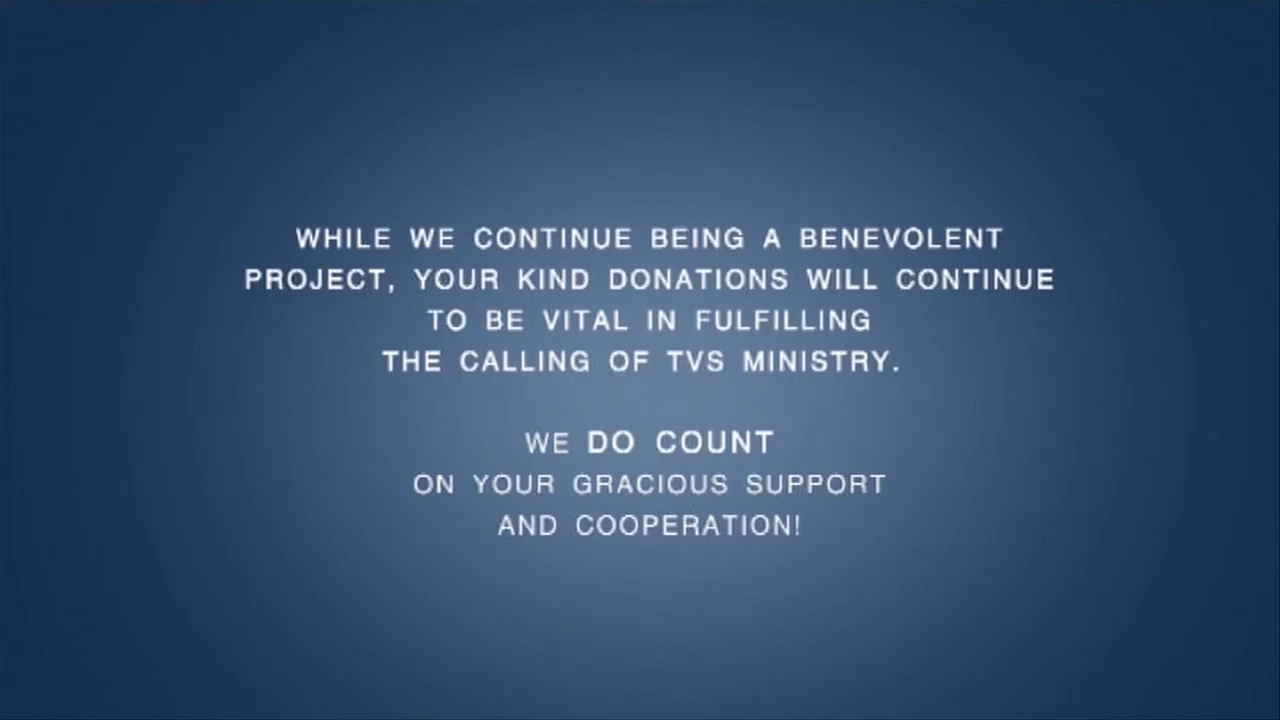 WHILE WE CONTINUE BEING A BENEVOLENT
PROJECT, YOUR KIND DONATIONS WILL CONTINUE
TO BE VITAL IN FULFILLING
THE CALLING OF TVS MINISTRY.
WE DO COUNT
ON YOUR GRACIOUS SUPPORT
AND COOPERATION!